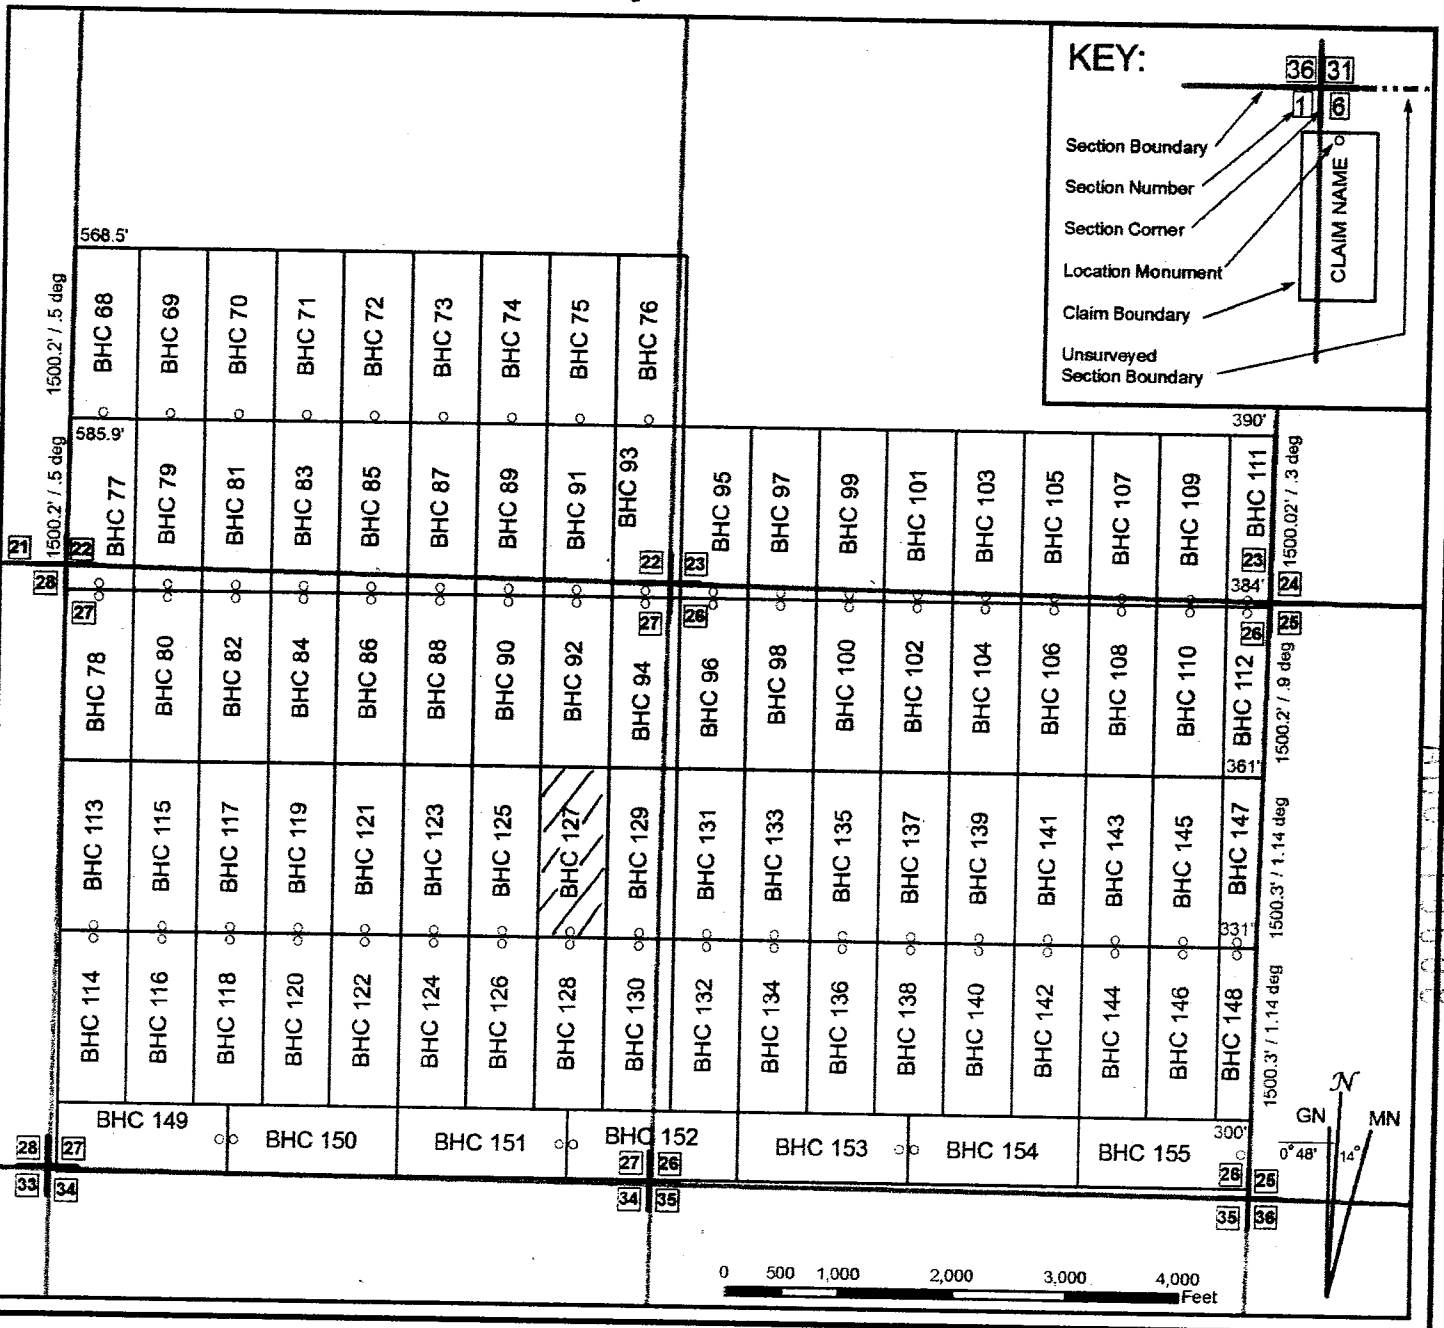 KEY:
36 31
1 6
Section Boundary
Section Number
Section Corner
Location Monument
Claim Boundary
Unsurveyed
Section Boundary
CLAIM NAME
568.5'
1500.2' / .5 deg
BHC 68
BHC 69
BHC 70
BHC 71
BHC 72
BHC 73
BHC 74
BHC 75
BHC 76
585.9'
390'
1500.2' / .5 deg
BHC 77
BHC 79
BHC 81
BHC 83
BHC 85
BHC 87
BHC 89
BHC 91
BHC 93
BHC 95
BHC 97
BHC 99
BHC 101
BHC 103
BHC 105
BHC 107
BHC 109
BHC 111
1500.02' / .3 deg
21 22
22 23
23 24
28 27
27 26
26 25
384'
BHC 78
BHC 80
BHC 82
BHC 84
BHC 86
BHC 88
BHC 90
BHC 92
BHC 94
BHC 96
BHC 98
BHC 100
BHC 102
BHC 104
BHC 106
BHC 108
BHC 110
BHC 112
1500.2' / .9 deg
361'
BHC 113
BHC 115
BHC 117
BHC 119
BHC 121
BHC 123
BHC 125
BHC 127
BHC 129
BHC 131
BHC 133
BHC 135
BHC 137
BHC 139
BHC 141
BHC 143
BHC 145
BHC 147
1500.3' / 1.14 deg
331'
BHC 114
BHC 116
BHC 118
BHC 120
BHC 122
BHC 124
BHC 126
BHC 128
BHC 130
BHC 132
BHC 134
BHC 136
BHC 138
BHC 140
BHC 142
BHC 144
BHC 146
BHC 148
1500.3' / 1.14 deg
BHC 149
BHC 150
BHC 151
BHC 152
BHC 153
BHC 154
BHC 155
300'
28 27
27 26
26 25
33 34
34 35
35 36
N
GN
MN
0° 48'
14°
0 500 1,000 2,000 3,000 4,000
Feet